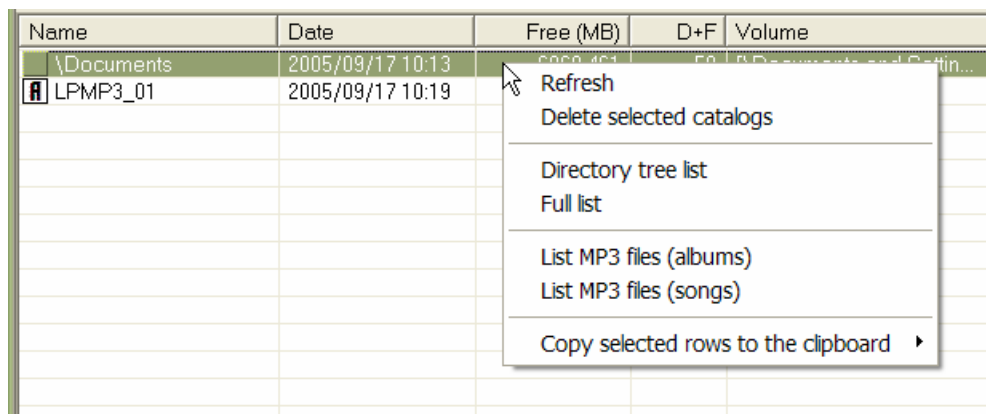 Name Date Free (MB) D+F Volume
\Documents 2005/09/17 10:13
LPMP3_01 2005/09/17 10:19
Refresh
Delete selected catalogs
Directory tree list
Full list
List MP3 files (albums)
List MP3 files (songs)
Copy selected rows to the clipboard